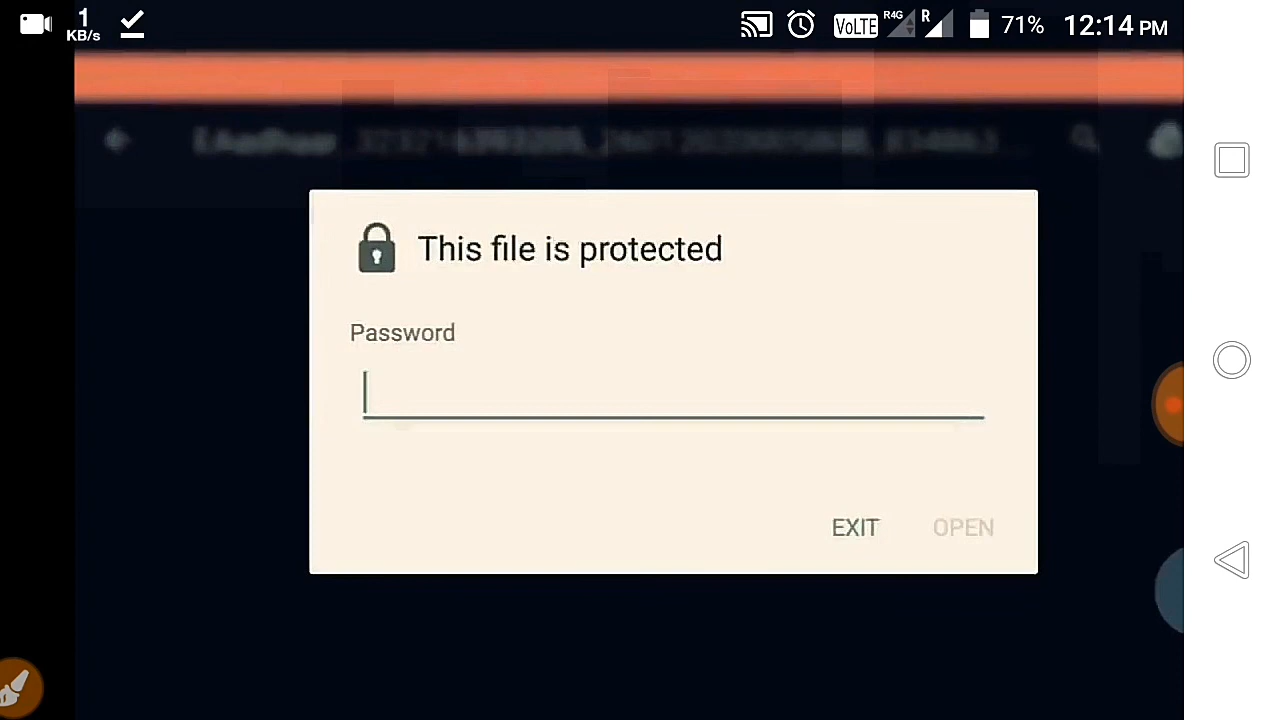 1
KB/s
VoLTE
R4G
R
71%
12:14 PM
This file is protected
Password
EXIT
OPEN